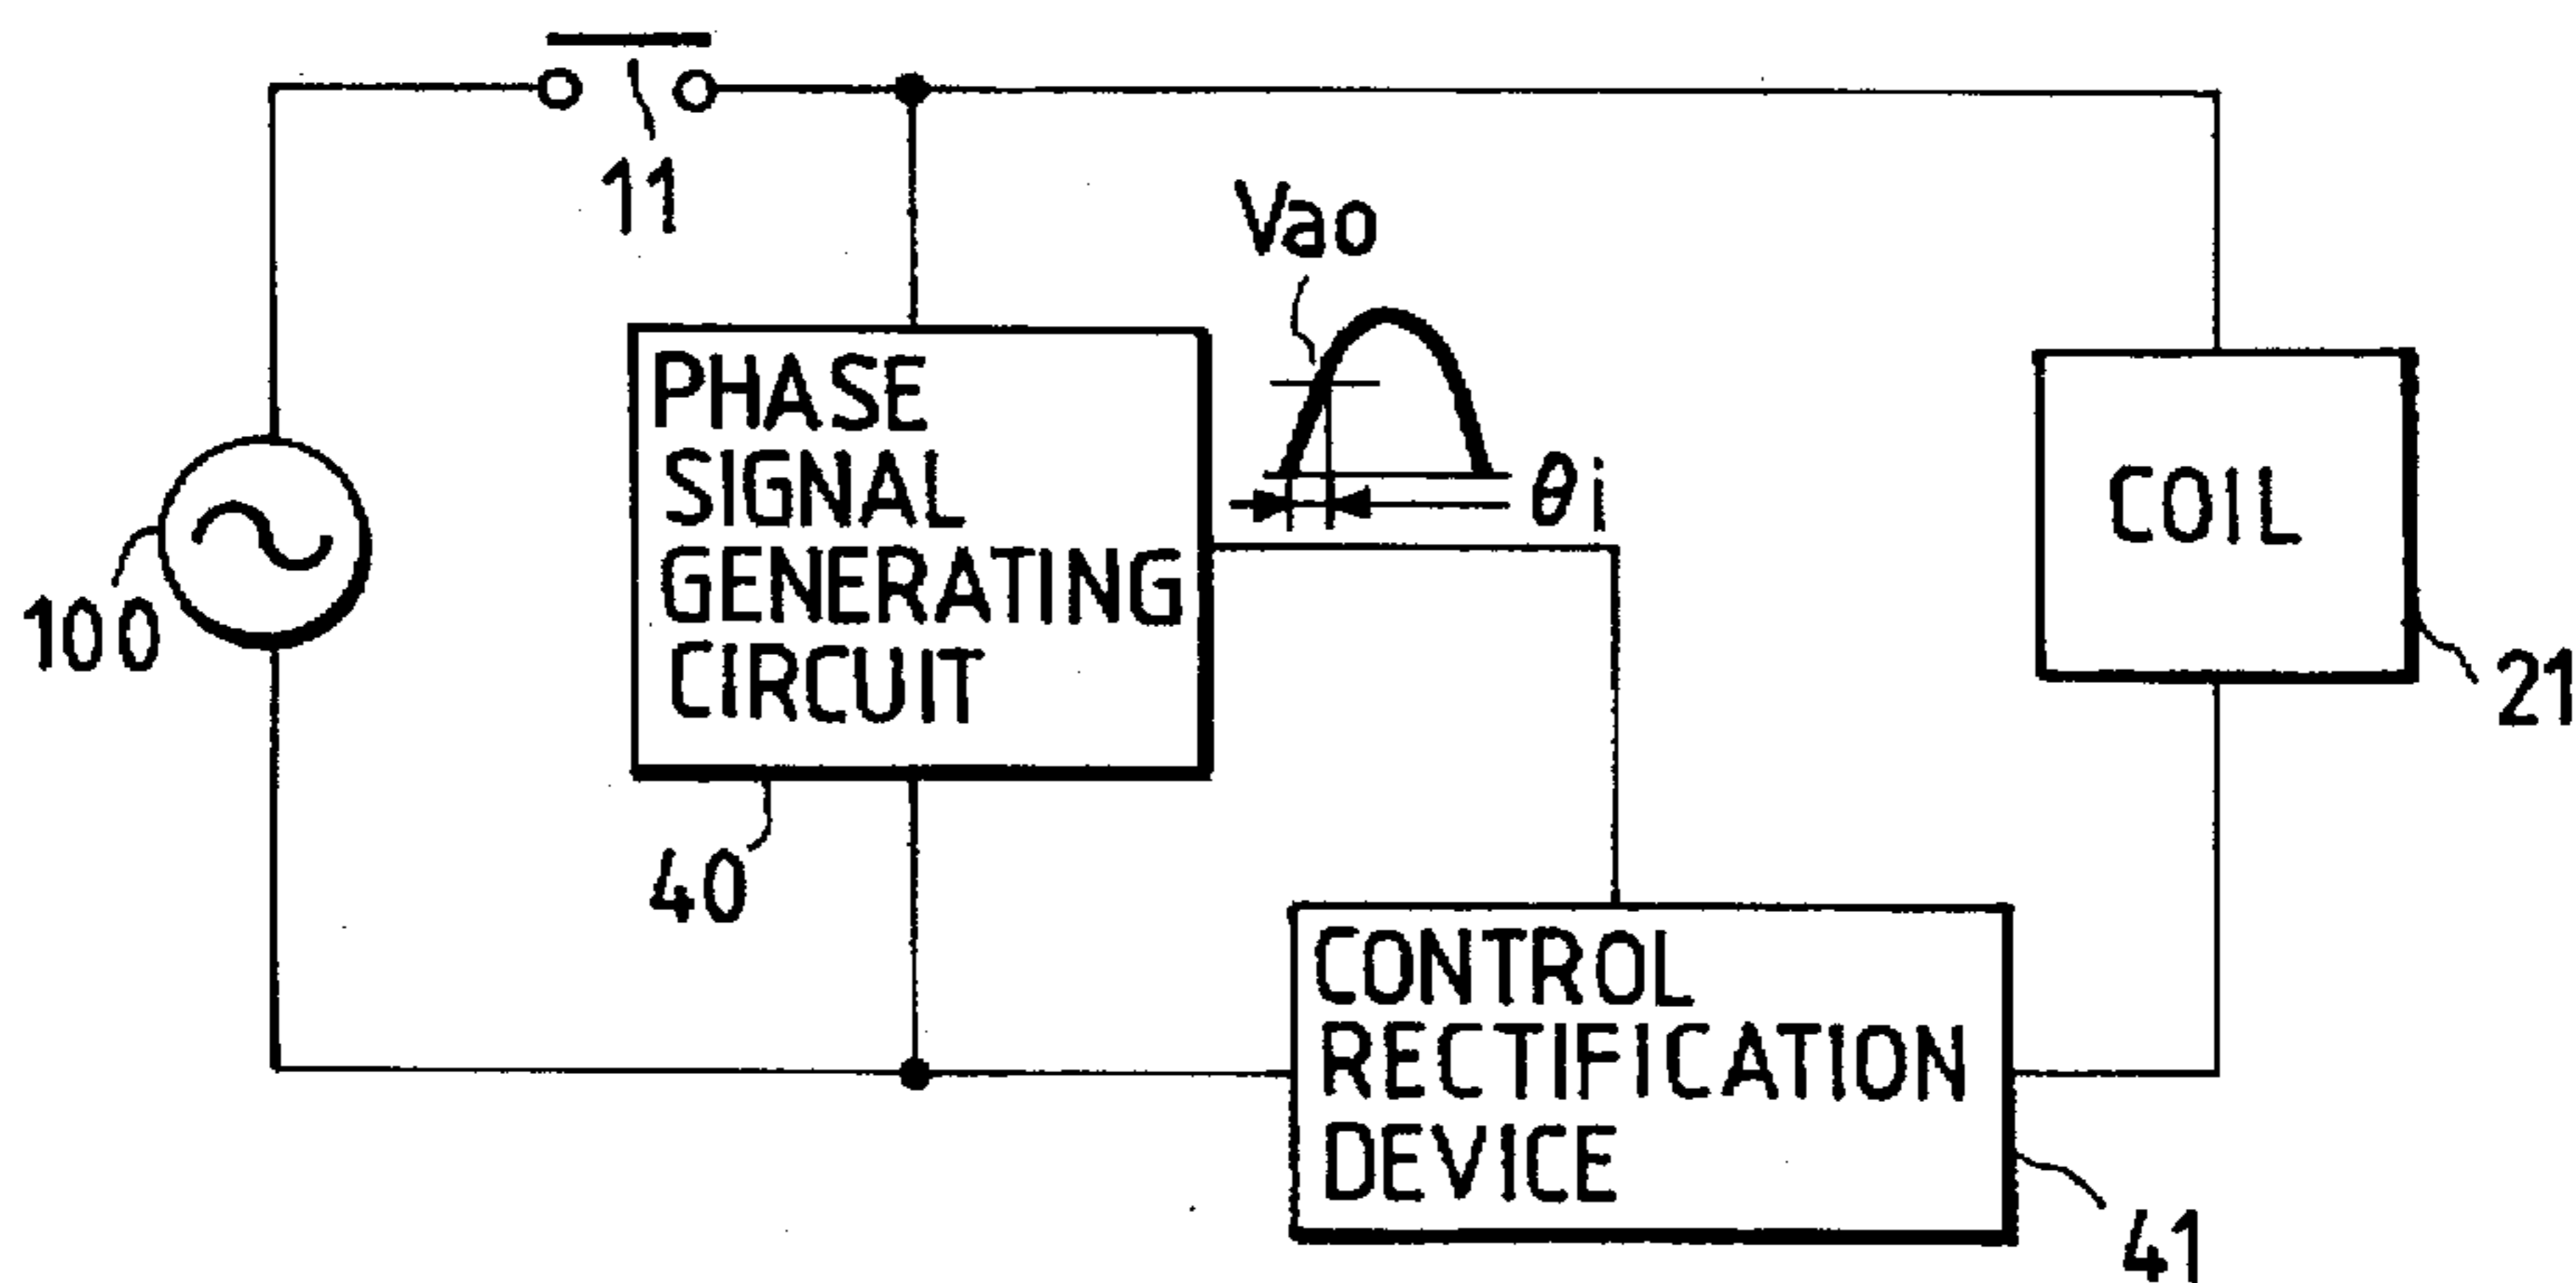 11
Vao
PHASE
SIGNAL
GENERATING
CIRCUIT
θi
COIL
100
21
40
CONTROL
RECTIFICATION
DEVICE
41